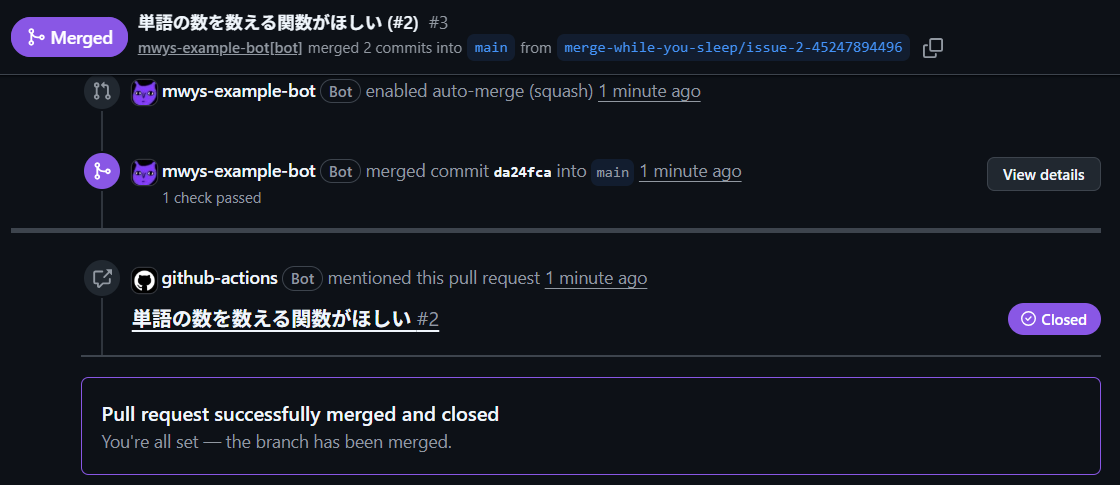 Merged
単語の数を数える関数がほしい (#2) #3
mwys-example-bot[bot] merged 2 commits into main from merge-while-you-sleep/issue-2-45247894496
mwys-example-bot Bot enabled auto-merge (squash) 1 minute ago
mwys-example-bot Bot merged commit da24fca into main 1 minute ago
View details
1 check passed
github-actions Bot mentioned this pull request 1 minute ago
単語の数を数える関数がほしい #2
Closed
Pull request successfully merged and closed
You're all set — the branch has been merged.